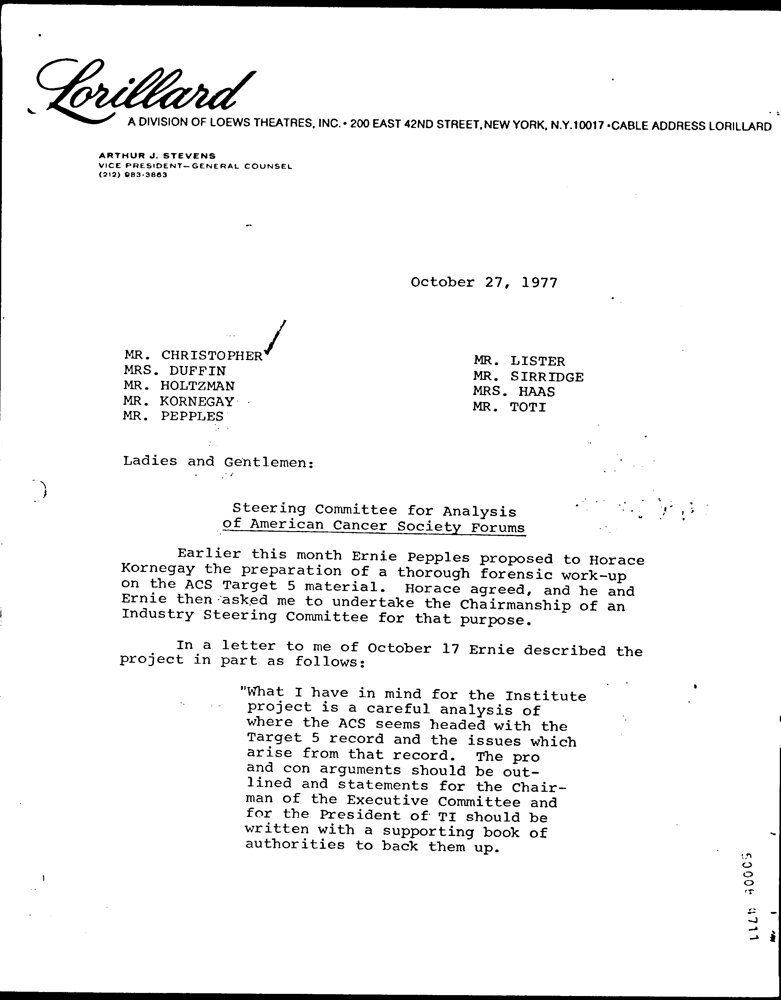 Lorillard
A DIVISION OF LOEWS THEATRES, INC. • 200 EAST 42ND STREET, NEW YORK, N.Y. 10017 • CABLE ADDRESS LORILLARD
ARTHUR J. STEVENS
VICE PRESIDENT—GENERAL COUNSEL
(212) 983-3863
October 27, 1977
MR. CHRISTOPHER
MRS. DUFFIN
MR. HOLTZMAN
MR. KORNEGAY
MR. PEPPLES
MR. LISTER
MR. SIRRIDGE
MRS. HAAS
MR. TOTI
Ladies and Gentlemen:
Steering Committee for Analysis
of American Cancer Society Forums
Earlier this month Ernie Pepples proposed to Horace
Kornegay the preparation of a thorough forensic work-up
on the ACS Target 5 material. Horace agreed, and he and
Ernie then asked me to undertake the Chairmanship of an
Industry Steering Committee for that purpose.
In a letter to me of October 17 Ernie described the
project in part as follows:
"What I have in mind for the Institute
project is a careful analysis of
where the ACS seems headed with the
Target 5 record and the issues which
arise from that record. The pro
and con arguments should be out-
lined and statements for the Chair-
man of the Executive Committee and
for the President of TI should be
written with a supporting book of
authorities to back them up.